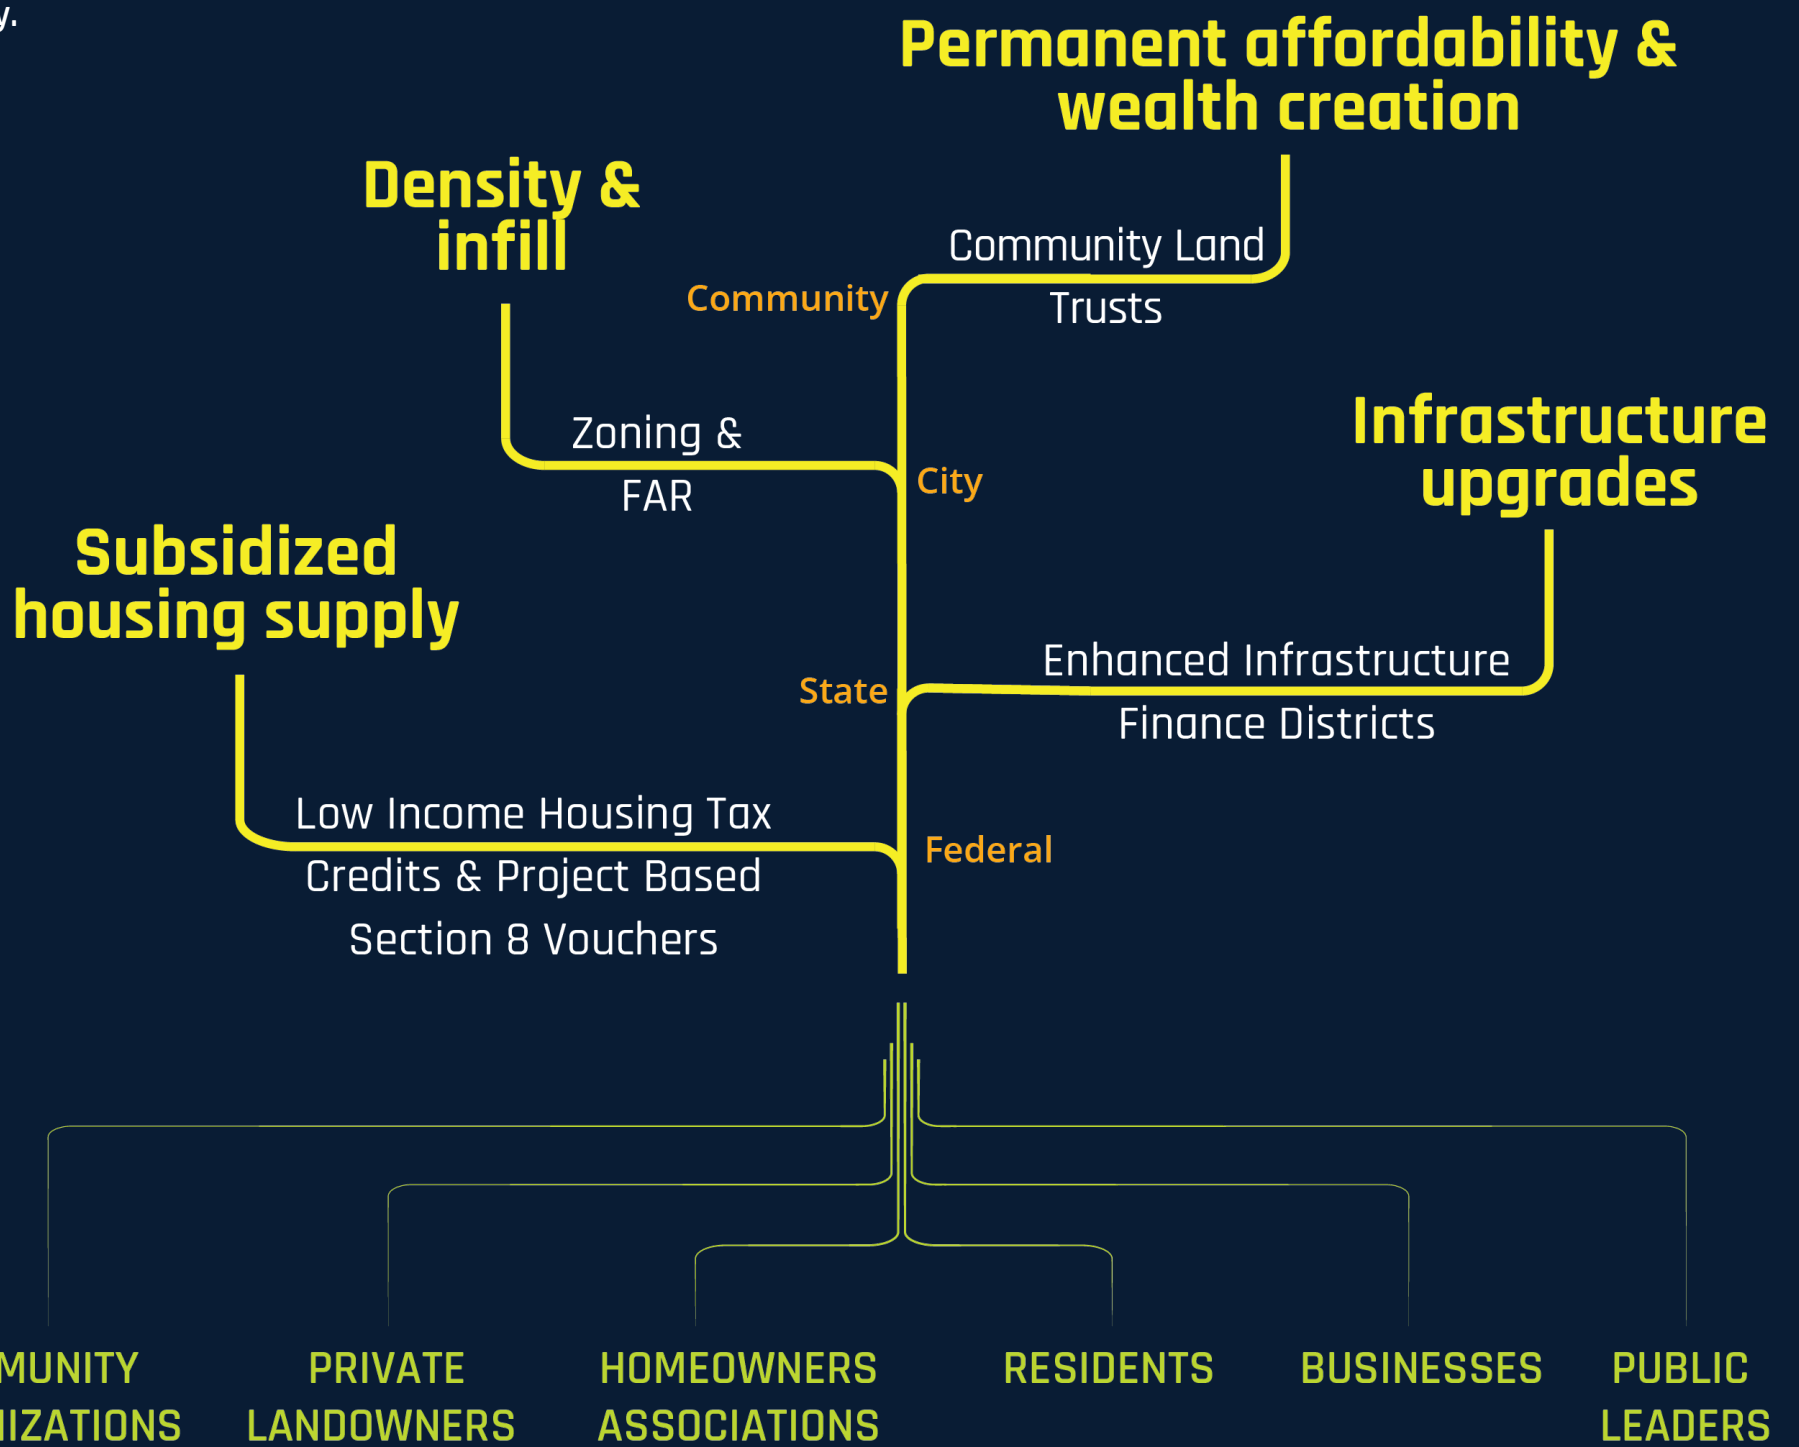 y.
Permanent affordability &
wealth creation
Density &
infill
Community Land
Trusts
Community
Infrastructure
upgrades
Zoning &
FAR
City
Subsidized
housing supply
Enhanced Infrastructure
Finance Districts
State
Low Income Housing Tax
Credits & Project Based
Section 8 Vouchers
Federal
MUNITY
IZATIONS
PRIVATE
LANDOWNERS
HOMEOWNERS
ASSOCIATIONS
RESIDENTS
BUSINESSES
PUBLIC
LEADERS